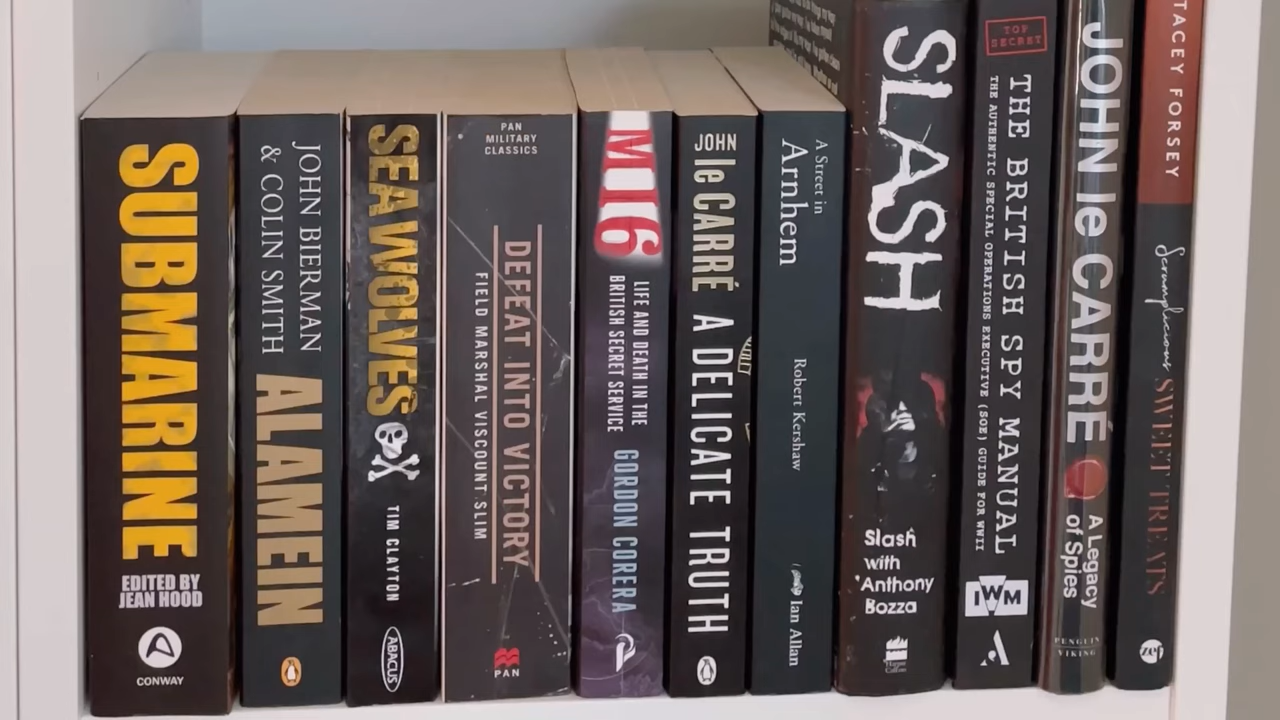 SUBMARINE
EDITED BY
JEAN HOOD
CONWAY
JOHN BIERMAN
& COLIN SMITH
ALAMEIN
SEA WOLVES
TIM CLAYTON
ABACUS
PAN
MILITARY
CLASSICS
DEFEAT INTO VICTORY
FIELD MARSHAL VISCOUNT SLIM
PAN
MI6
LIFE AND DEATH IN THE
BRITISH SECRET SERVICE
GORDON CORERA
JOHN
le CARRÉ
A DELICATE TRUTH
A Street in
Arnhem
Robert Kershaw
Ian Allan
SLASH
Slash
with
Anthony
Bozza
Harper
Collins
TOP
SECRET
THE BRITISH SPY MANUAL
THE AUTHENTIC SPECIAL OPERATIONS EXECUTIVE (SOE) GUIDE FOR WWII
IWM
JOHN le CARRÉ
A Legacy
of Spies
PENGUIN
VIKING
TACEY FORSEY
Scrumptious
SWEET TREATS
zep